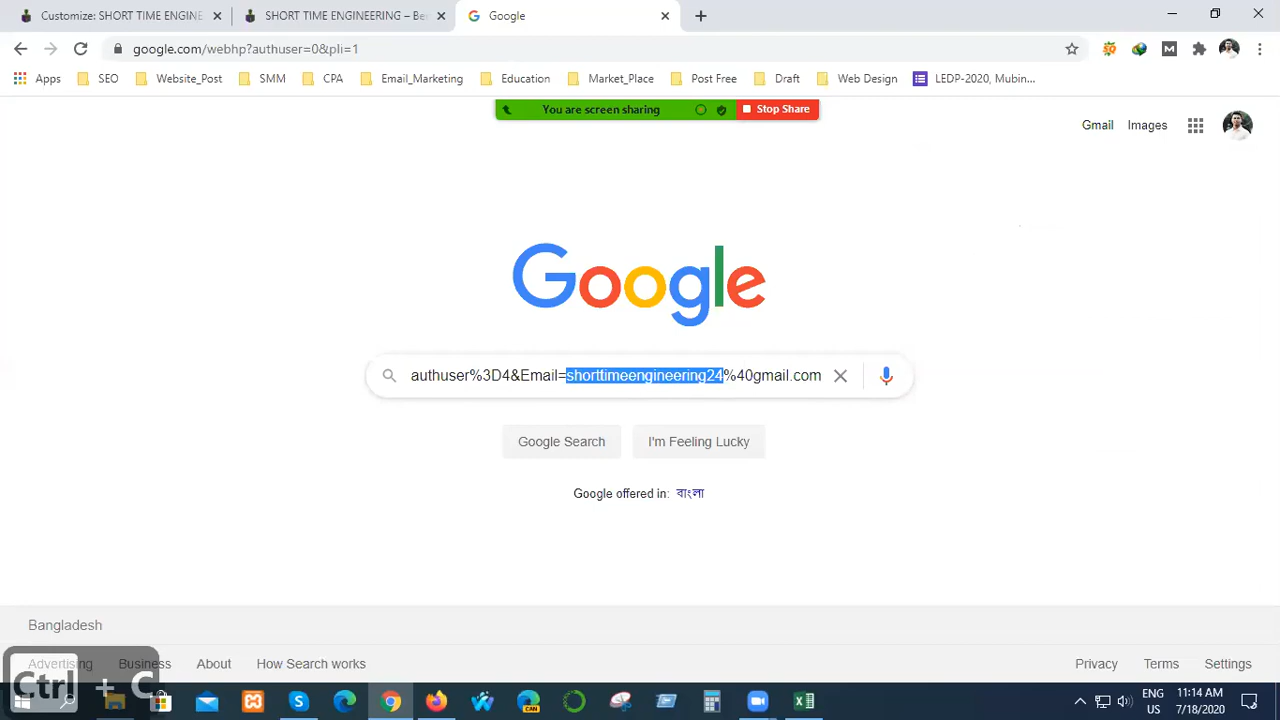 Customize: SHORT TIME ENGINE
SHORT TIME ENGINEERING – Be
Google
google.com/webhp?authuser=0&pli=1
Apps SEO Website_Post SMM CPA Email_Marketing Education Market_Place Post Free Draft Web Design LEDP-2020, Mubin...
You are screen sharing Stop Share
Gmail Images
Google
authuser%3D4&Email=shorttimeengineering24%40gmail.com
Google Search I'm Feeling Lucky
Google offered in: বাংলা
Bangladesh
Advertising Business About How Search works Privacy Terms Settings
Ctrl + C
ENG 11:14 AM
US 7/18/2020